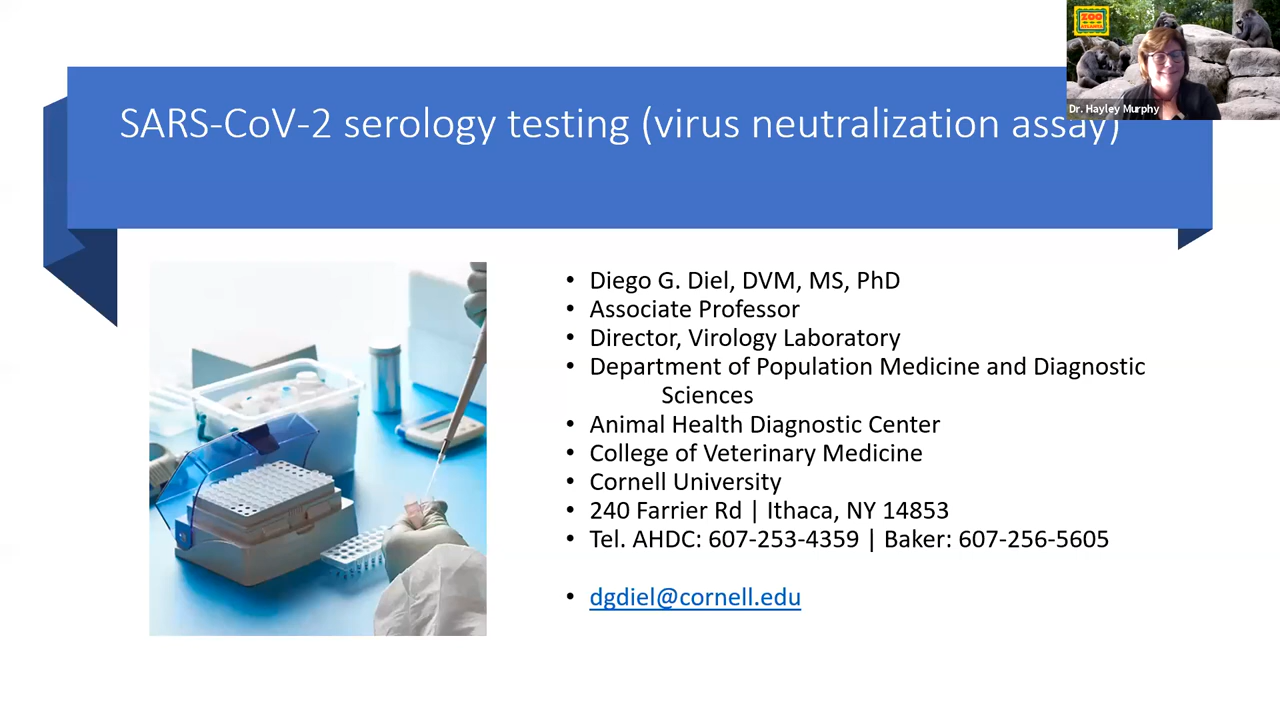 ZOO
ATLANTA
Dr. Hayley Murphy
SARS-CoV-2 serology testing (virus neutralization assay)
• Diego G. Diel, DVM, MS, PhD
• Associate Professor
• Director, Virology Laboratory
• Department of Population Medicine and Diagnostic
Sciences
• Animal Health Diagnostic Center
• College of Veterinary Medicine
• Cornell University
• 240 Farrier Rd | Ithaca, NY 14853
• Tel. AHDC: 607-253-4359 | Baker: 607-256-5605
• dgdiel@cornell.edu